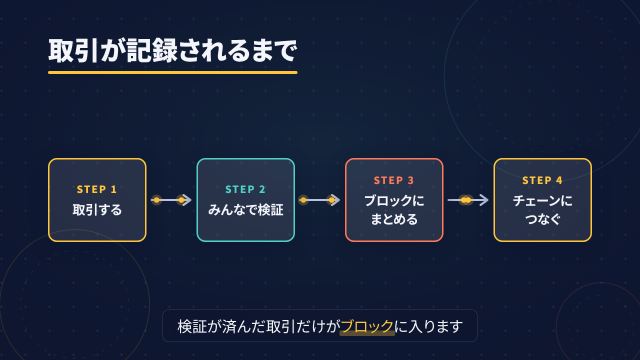 取引が記録されるまで
STEP 1
取引する
STEP 2
みんなで検証
STEP 3
ブロックに
まとめる
STEP 4
チェーンに
つなぐ
検証が済んだ取引だけがブロックに入ります